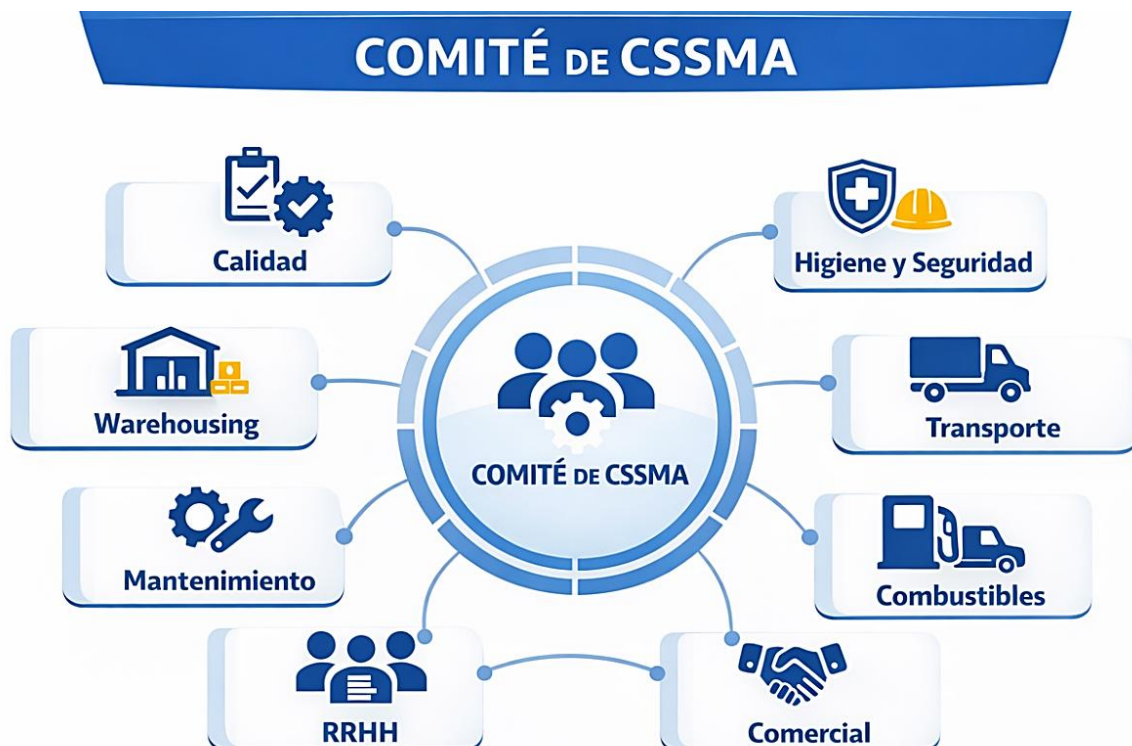 COMITÉ DE CSSMA
Calidad
Higiene y Seguridad
Warehousing
Transporte
COMITÉ DE CSSMA
Mantenimiento
Combustibles
RRHH
Comercial